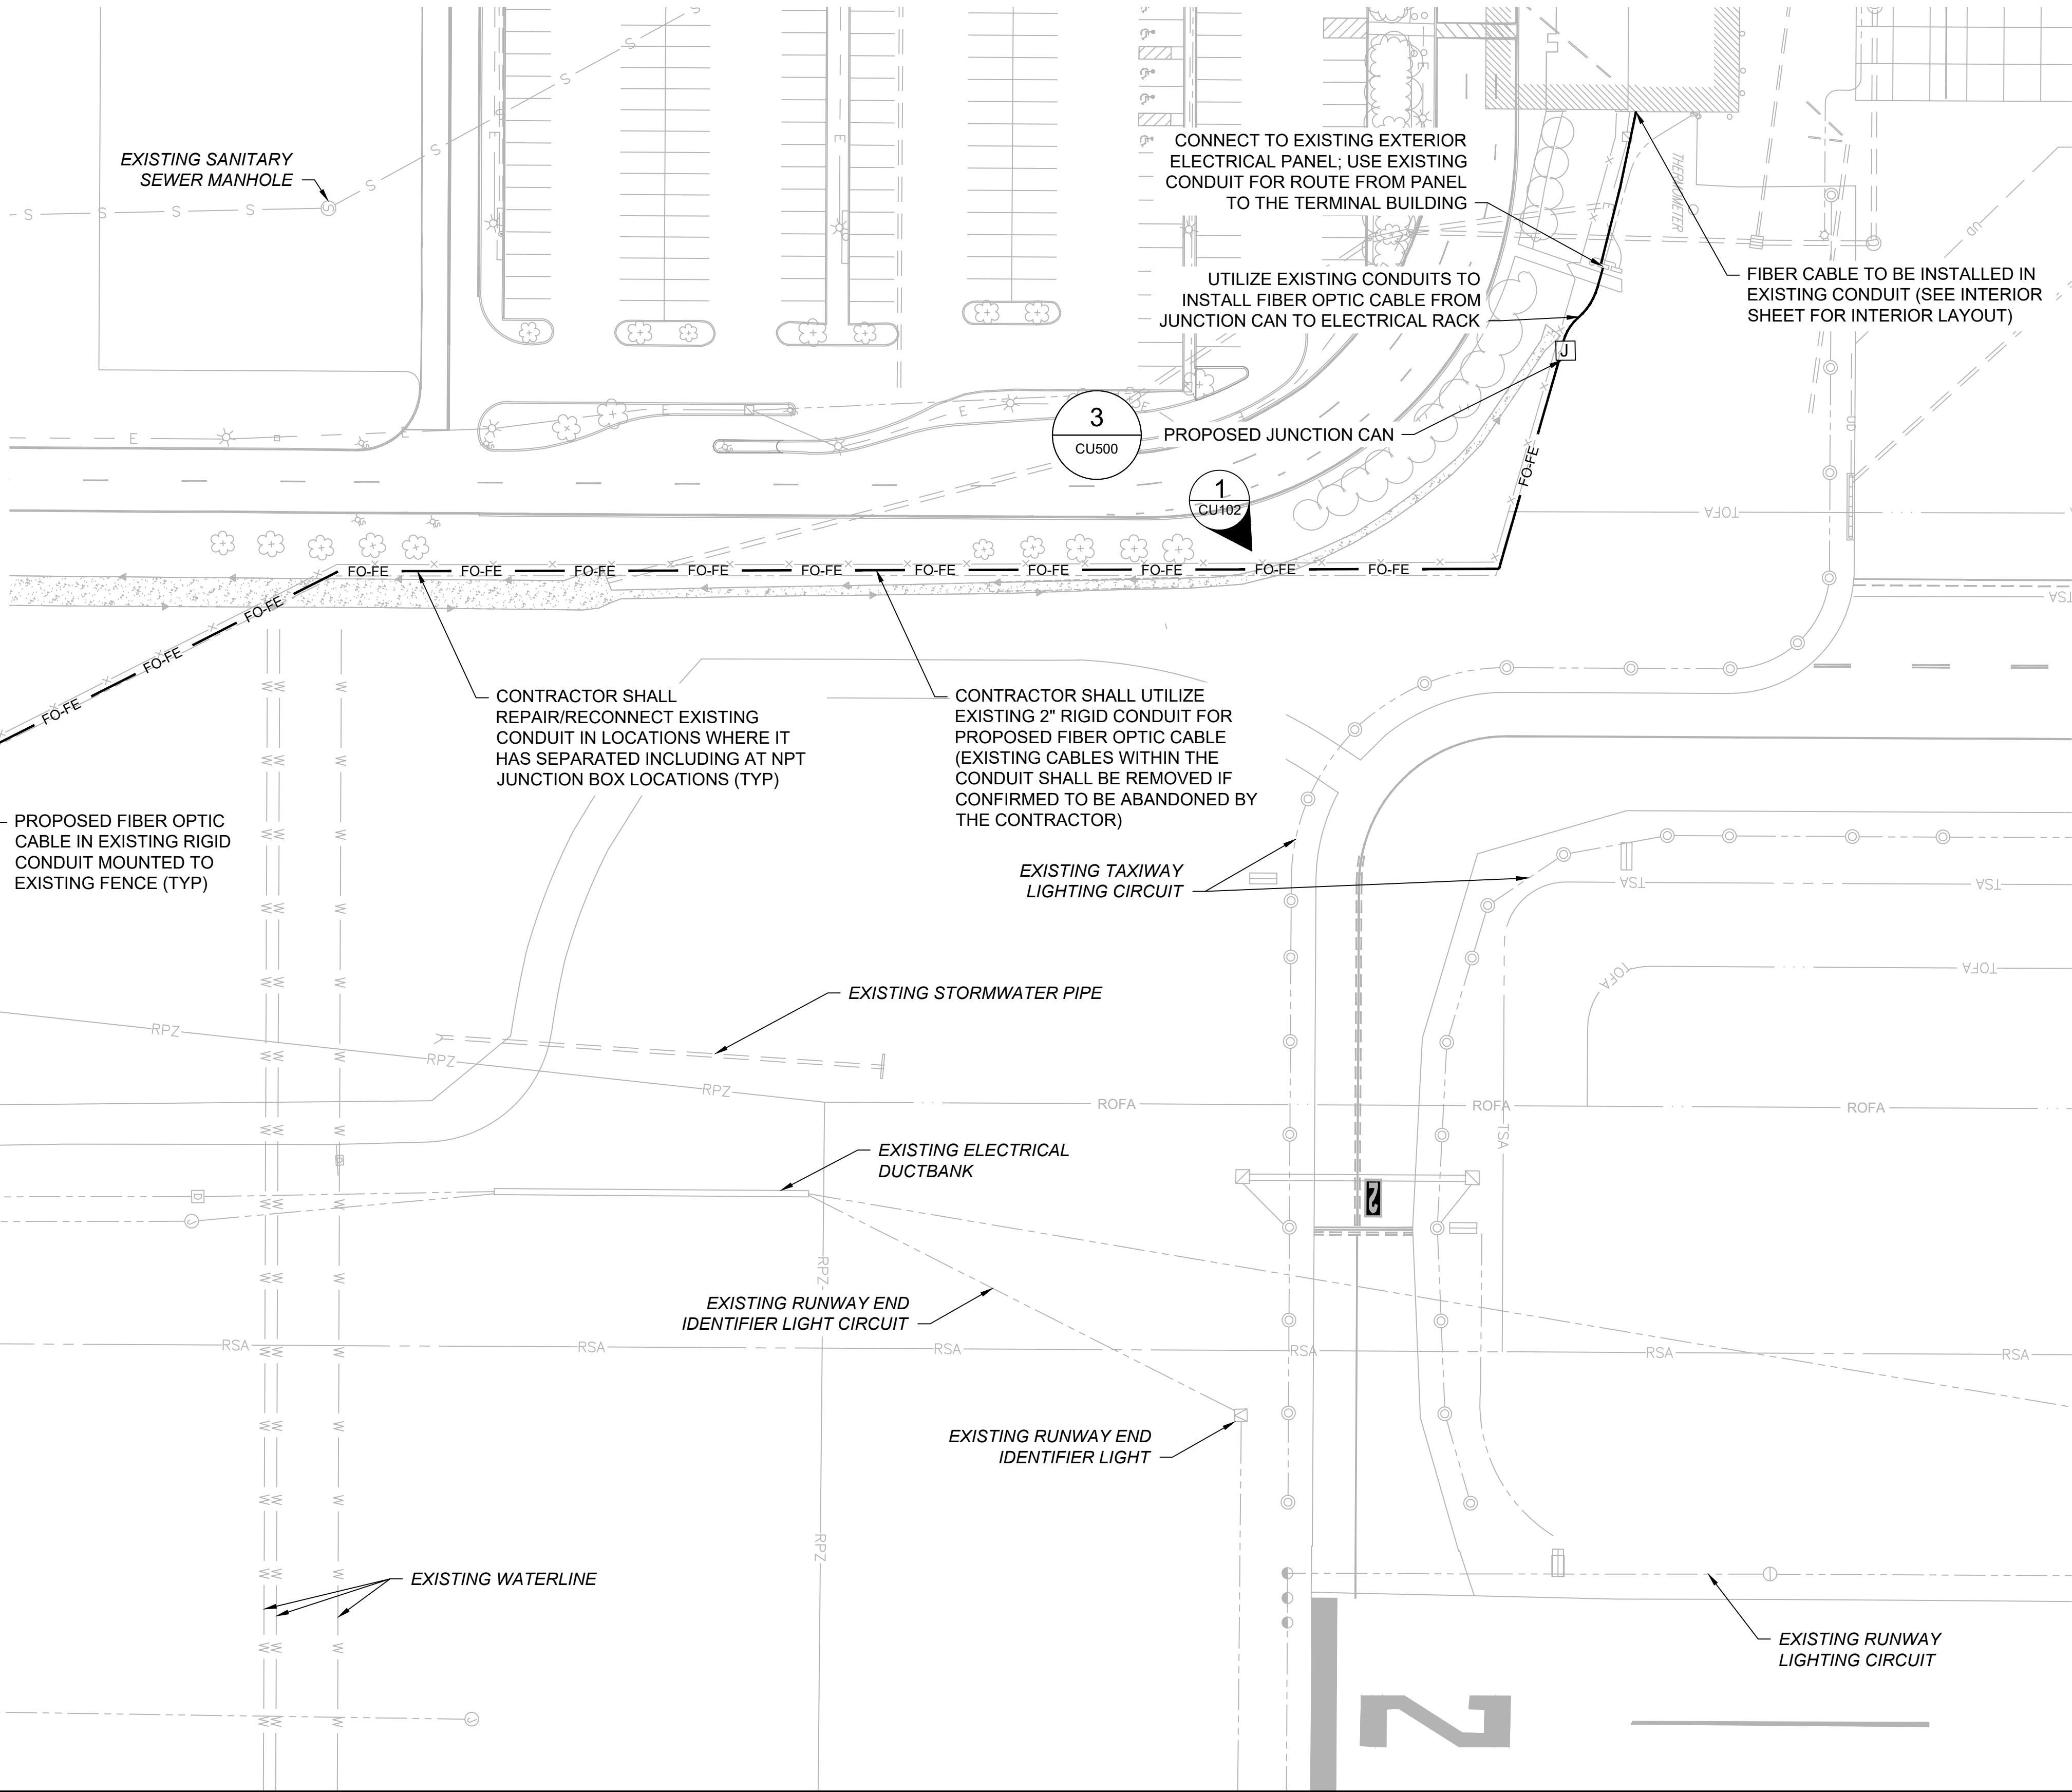 EXISTING SANITARY
SEWER MANHOLE
S
S
S
S
S
S
S
S
S
S
S
E
E
E
E
E
E
CONNECT TO EXISTING EXTERIOR
ELECTRICAL PANEL; USE EXISTING
CONDUIT FOR ROUTE FROM PANEL
TO THE TERMINAL BUILDING
THERMOMETER
UTILIZE EXISTING CONDUITS TO
INSTALL FIBER OPTIC CABLE FROM
JUNCTION CAN TO ELECTRICAL RACK
FIBER CABLE TO BE INSTALLED IN
EXISTING CONDUIT (SEE INTERIOR
SHEET FOR INTERIOR LAYOUT)
UD
UD
J
3
CU500
PROPOSED JUNCTION CAN
1
CU102
FO-FE
TOFA
FO-FE
FO-FE
FO-FE
FO-FE
FO-FE
FO-FE
FO-FE
FO-FE
FO-FE
FO-FE
FO-FE
FO-FE
FO-FE
TSA
CONTRACTOR SHALL
REPAIR/RECONNECT EXISTING
CONDUIT IN LOCATIONS WHERE IT
HAS SEPARATED INCLUDING AT NPT
JUNCTION BOX LOCATIONS (TYP)
CONTRACTOR SHALL UTILIZE
EXISTING 2" RIGID CONDUIT FOR
PROPOSED FIBER OPTIC CABLE
(EXISTING CABLES WITHIN THE
CONDUIT SHALL BE REMOVED IF
CONFIRMED TO BE ABANDONED BY
THE CONTRACTOR)
PROPOSED FIBER OPTIC
CABLE IN EXISTING RIGID
CONDUIT MOUNTED TO
EXISTING FENCE (TYP)
EXISTING TAXIWAY
LIGHTING CIRCUIT
TSA
TSA
TOFA
TOFA
EXISTING STORMWATER PIPE
RPZ
RPZ
RPZ
ROFA
ROFA
ROFA
TSA
EXISTING ELECTRICAL
DUCTBANK
D
J
2
RPZ
EXISTING RUNWAY END
IDENTIFIER LIGHT CIRCUIT
RSA
RSA
RSA
RSA
RSA
RSA
EXISTING RUNWAY END
IDENTIFIER LIGHT
RPZ
EXISTING WATERLINE
EXISTING RUNWAY
LIGHTING CIRCUIT
J
2